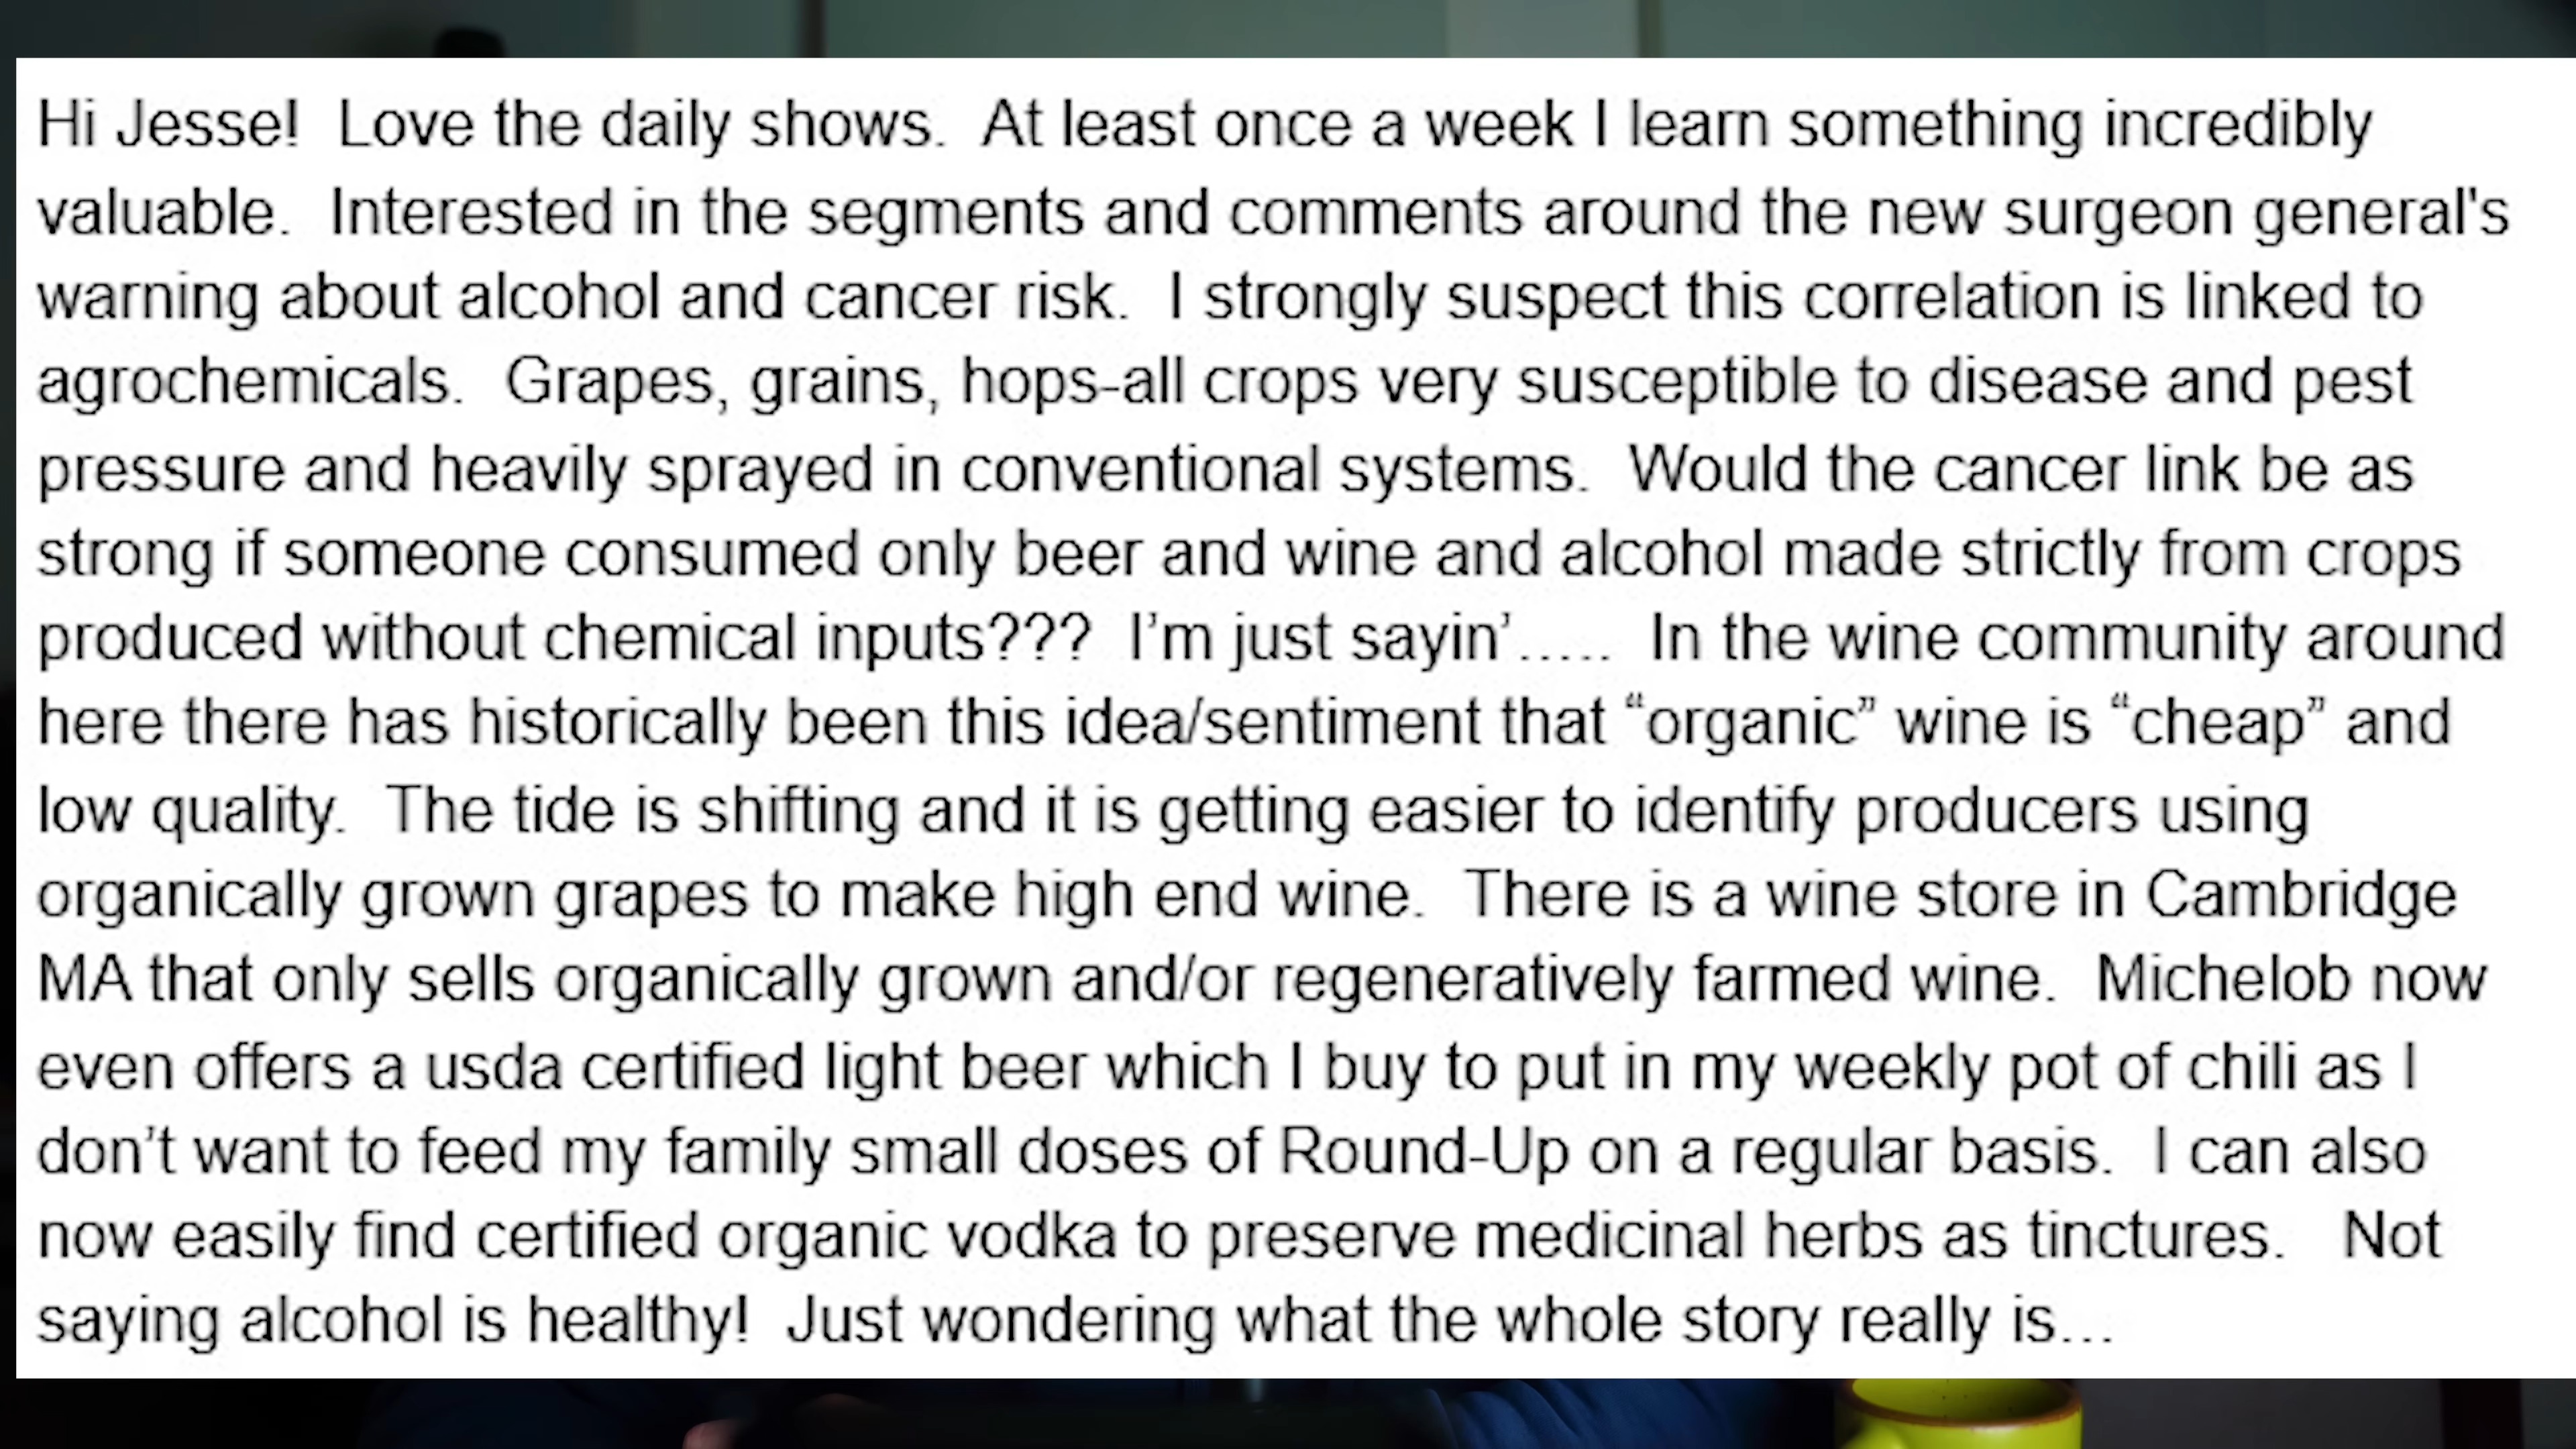 Hi Jesse!  Love the daily shows.  At least once a week I learn something incredibly
valuable.  Interested in the segments and comments around the new surgeon general's
warning about alcohol and cancer risk.  I strongly suspect this correlation is linked to
agrochemicals.  Grapes, grains, hops-all crops very susceptible to disease and pest
pressure and heavily sprayed in conventional systems.  Would the cancer link be as
strong if someone consumed only beer and wine and alcohol made strictly from crops
produced without chemical inputs???  I’m just sayin’.....  In the wine community around
here there has historically been this idea/sentiment that “organic” wine is “cheap” and
low quality.  The tide is shifting and it is getting easier to identify producers using
organically grown grapes to make high end wine.  There is a wine store in Cambridge
MA that only sells organically grown and/or regeneratively farmed wine.  Michelob now
even offers a usda certified light beer which I buy to put in my weekly pot of chili as I
don’t want to feed my family small doses of Round-Up on a regular basis.  I can also
now easily find certified organic vodka to preserve medicinal herbs as tinctures.   Not
saying alcohol is healthy!  Just wondering what the whole story really is...